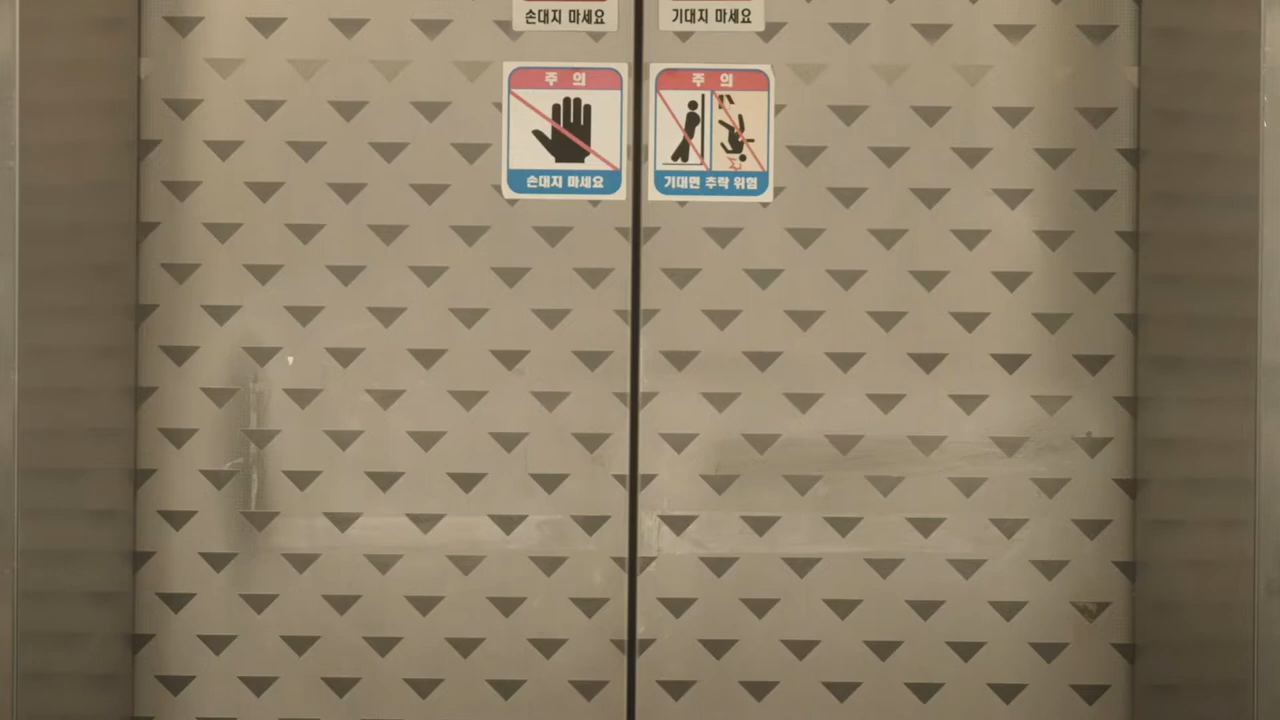 손대지 마세요
기대지 마세요
주 의
손대지 마세요
주 의
기대면 추락 위험